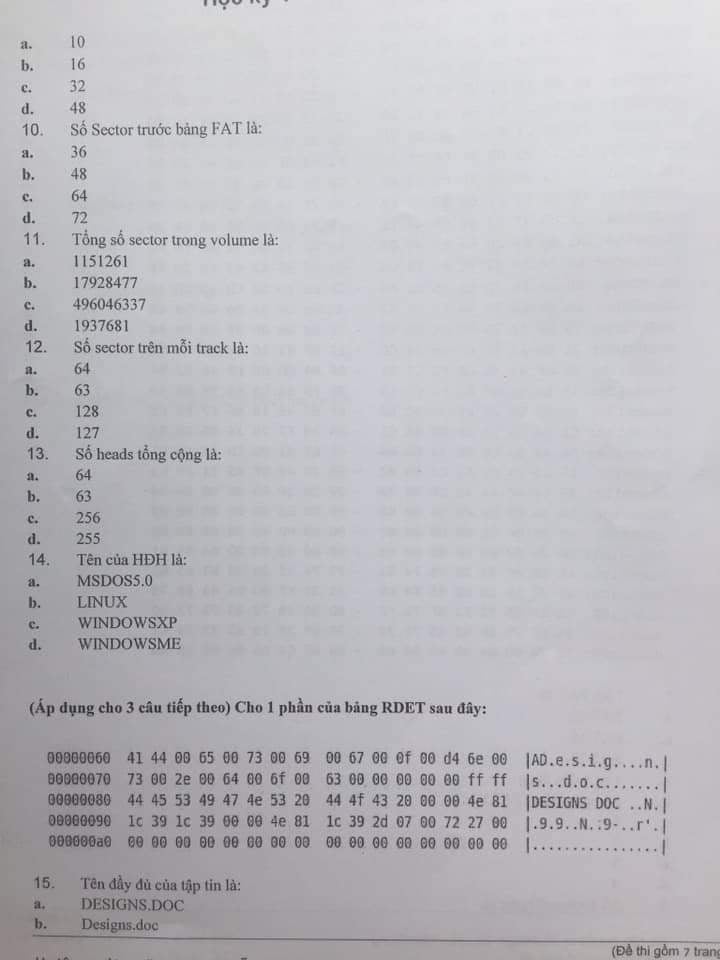 a. 10
b. 16
c. 32
d. 48
10. Số Sector trước bảng FAT là:
a. 36
b. 48
c. 64
d. 72
11. Tổng số sector trong volume là:
a. 1151261
b. 17928477
c. 496046337
d. 1937681
12. Số sector trên mỗi track là:
a. 64
b. 63
c. 128
d. 127
13. Số heads tổng cộng là:
a. 64
b. 63
c. 256
d. 255
14. Tên của HĐH là:
a. MSDOS5.0
b. LINUX
c. WINDOWSXP
d. WINDOWSME
(Áp dụng cho 3 câu tiếp theo) Cho 1 phần của bảng RDET sau đây:
00000060 41 44 00 65 00 73 00 69 00 67 00 0f 00 d4 6e 00 |AD.e.s.i.g....n.|
00000070 73 00 2e 00 64 00 6f 00 63 00 00 00 00 00 ff ff |s...d.o.c.......|
00000080 44 45 53 49 47 4e 53 20 44 4f 43 20 00 00 4e 81 |DESIGNS DOC ..N.|
00000090 1c 39 1c 39 00 00 4e 81 1c 39 2d 07 00 72 27 00 |.9.9..N..9-..r'.|
000000a0 00 00 00 00 00 00 00 00 00 00 00 00 00 00 00 00 |................|
15. Tên đầy đủ của tập tin là:
a. DESIGNS.DOC
b. Designs.doc
(Đề thi gồm 7 trang